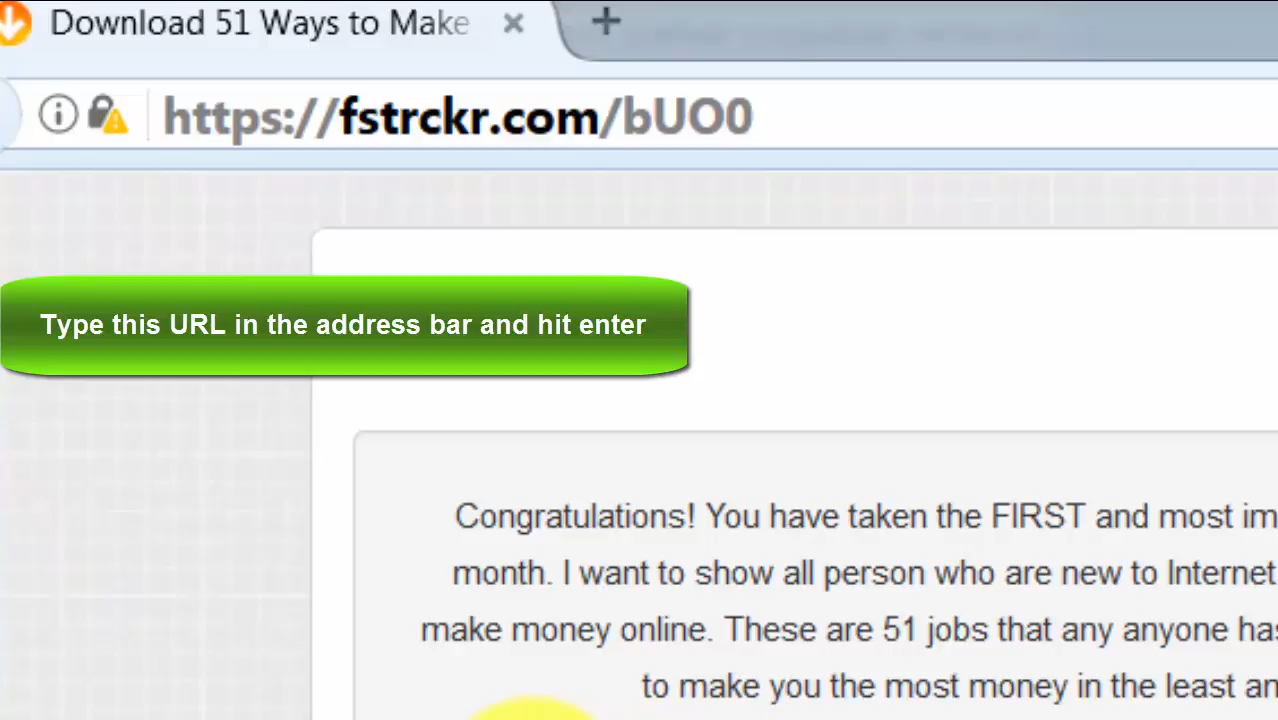 Download 51 Ways to Make
https://fstrckr.com/bUO0
Type this URL in the address bar and hit enter
Congratulations! You have taken the FIRST and most im
month. I want to show all person who are new to Internet
make money online. These are 51 jobs that any anyone has
to make you the most money in the least an